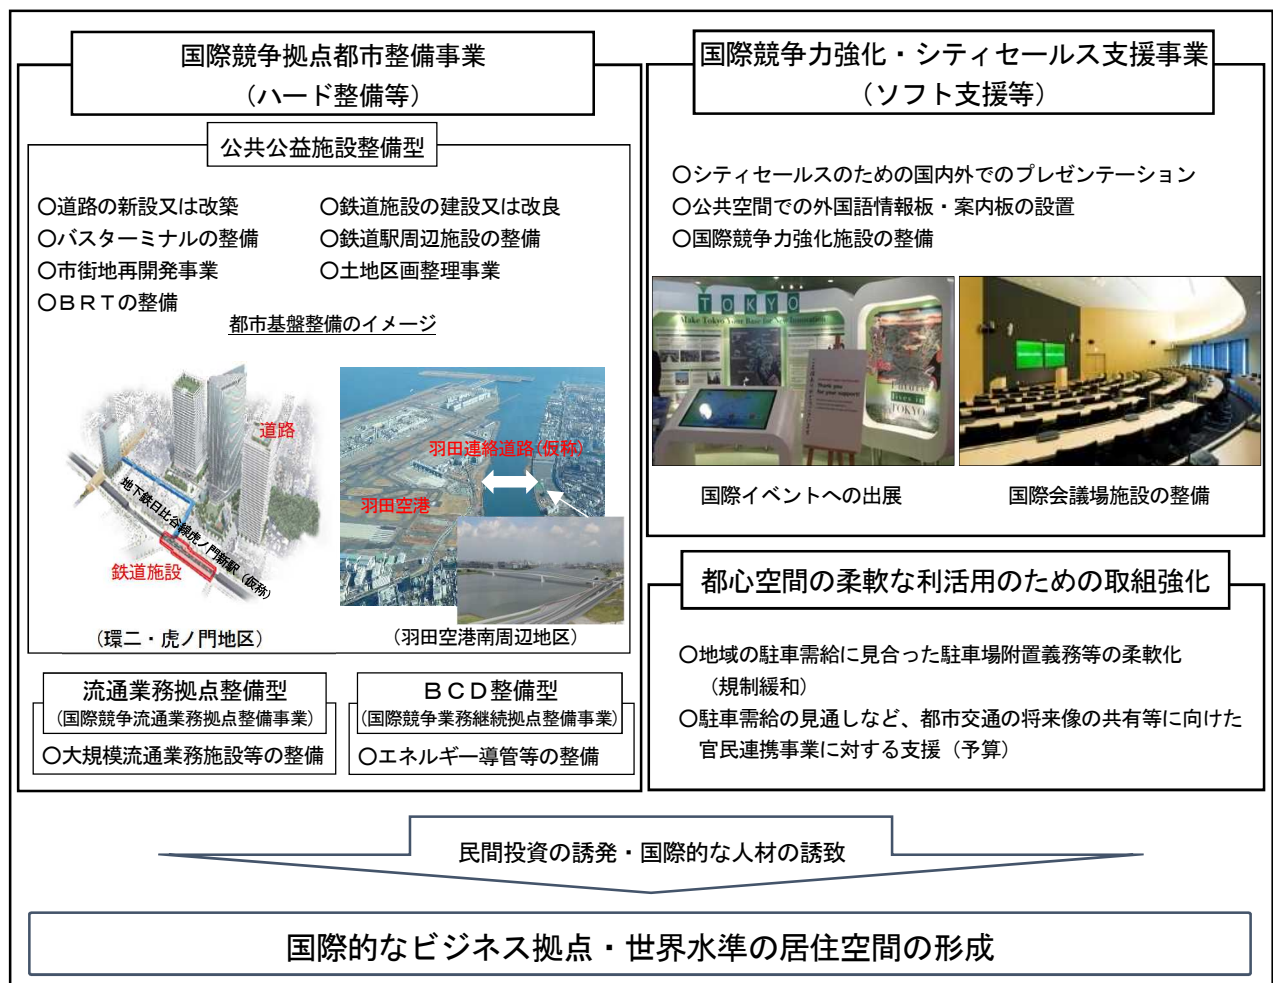 国際競争拠点都市整備事業
（ハード整備等）
公共公益施設整備型
○道路の新設又は改築
○バスターミナルの整備
○市街地再開発事業
○ＢＲＴの整備
○鉄道施設の建設又は改良
○鉄道駅周辺施設の整備
○土地区画整理事業
都市基盤整備のイメージ
道路
地下鉄日比谷線虎ノ門新駅（仮称）
鉄道施設
（環二・虎ノ門地区）
羽田連絡道路（仮称）
羽田空港
（羽田空港南周辺地区）
流通業務拠点整備型
（国際競争流通業務拠点整備事業）
○大規模流通業務施設等の整備
ＢＣＤ整備型
（国際競争業務継続拠点整備事業）
○エネルギー導管等の整備
国際競争力強化・シティセールス支援事業
（ソフト支援等）
○シティセールスのための国内外でのプレゼンテーション
○公共空間での外国語情報板・案内板の設置
○国際競争力強化施設の整備
TOKYO
Make Tokyo Your Base for New Innovation
Thank you
for your support!
Future
lives in
TOKYO
国際イベントへの出展
国際会議場施設の整備
都心空間の柔軟な利活用のための取組強化
○地域の駐車需給に見合った駐車場附置義務等の柔軟化
（規制緩和）
○駐車需給の見通しなど、都市交通の将来像の共有等に向けた
官民連携事業に対する支援（予算）
民間投資の誘発・国際的な人材の誘致
国際的なビジネス拠点・世界水準の居住空間の形成